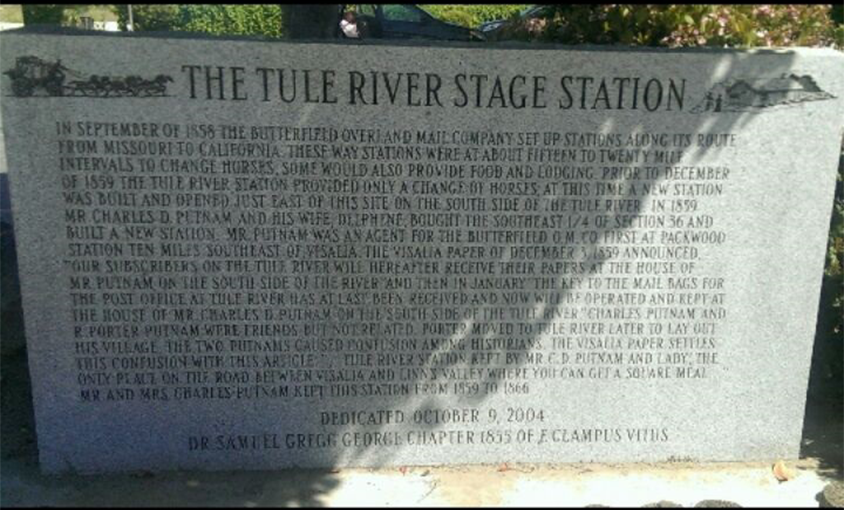 THE TULE RIVER STAGE STATION
IN SEPTEMBER OF 1858 THE BUTTERFIELD OVERLAND MAIL COMPANY SET UP STATIONS ALONG ITS ROUTE
FROM MISSOURI TO CALIFORNIA. THESE WAY STATIONS WERE AT ABOUT FIFTEEN TO TWENTY MILE
INTERVALS TO CHANGE HORSES, SOME WOULD ALSO PROVIDE FOOD AND LODGING. PRIOR TO DECEMBER
OF 1859 THE TULE RIVER STATION PROVIDED ONLY A CHANGE OF HORSES, AT THIS TIME A NEW STATION
WAS BUILT AND OPENED JUST EAST OF THIS SITE ON THE SOUTH SIDE OF THE TULE RIVER. IN 1859
MR CHARLES D. PUTNAM AND HIS WIFE, DELPHENE, BOUGHT THE SOUTHEAST 1/4 OF SECTION 36 AND
BUILT A NEW STATION. MR. PUTNAM WAS AN AGENT FOR THE BUTTERFIELD O.M. CO. FIRST AT PACKWOOD
STATION TEN MILES SOUTHEAST OF VISALIA. THE VISALIA PAPER OF DECEMBER 3, 1859 ANNOUNCED,
"OUR SUBSCRIBERS ON THE TULE RIVER WILL HEREAFTER RECEIVE THEIR PAPERS AT THE HOUSE OF
MR. PUTNAM ON THE SOUTH SIDE OF THE RIVER" AND THEN IN JANUARY "THE KEY TO THE MAIL BAGS FOR
THE POST OFFICE AT TULE RIVER HAS AT LAST BEEN RECEIVED AND NOW WILL BE OPERATED AND KEPT AT
THE HOUSE OF MR. CHARLES D. PUTNAM ON THE SOUTH SIDE OF THE TULE RIVER" CHARLES PUTNAM AND
R. PORTER PUTNAM WERE FRIENDS BUT NOT RELATED. PORTER MOVED TO TULE RIVER LATER TO LAY OUT
HIS VILLAGE. THE TWO PUTNAMS CAUSED CONFUSION AMONG HISTORIANS. THE VISALIA PAPER SETTLES
THIS CONFUSION WITH THIS ARTICLE: TULE RIVER STATION KEPT BY MR. C. D. PUTNAM AND LADY, THE
ONLY PLACE ON THE ROAD BETWEEN VISALIA AND LINN'S VALLEY WHERE YOU CAN GET A SQUARE MEAL
MR AND MRS. CHARLES PUTNAM KEPT THIS STATION FROM 1859 TO 1866
DEDICATED OCTOBER 9, 2004
DR. SAMUEL GREGG GEORGE CHAPTER 1855 OF E CLAMPUS VITUS